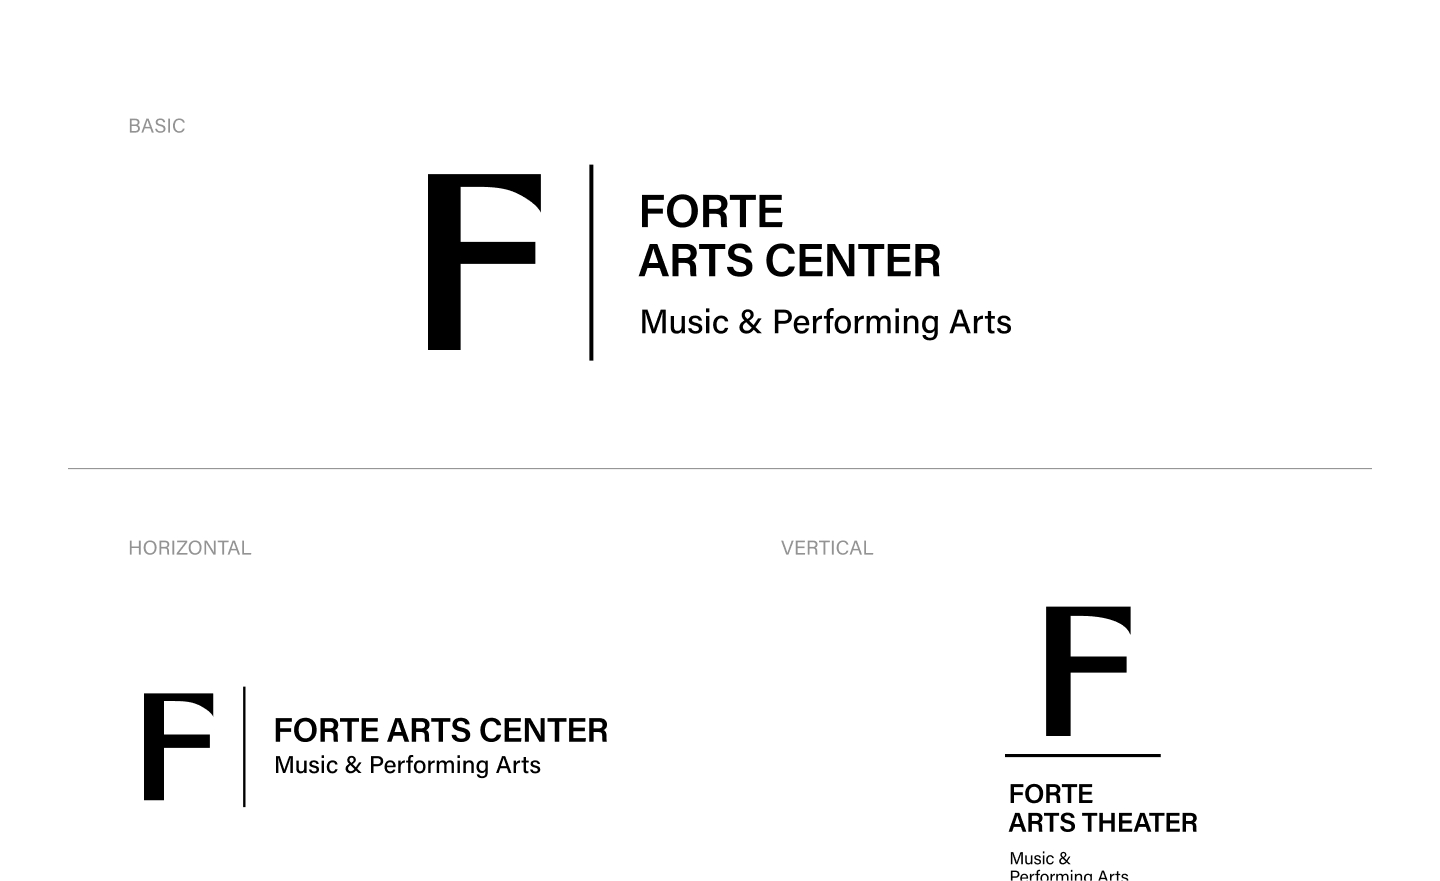 BASIC
F
FORTE
ARTS CENTER
Music & Performing Arts
HORIZONTAL
F
FORTE ARTS CENTER
Music & Performing Arts
VERTICAL
F
FORTE
ARTS THEATER
Music &
Performing Arts